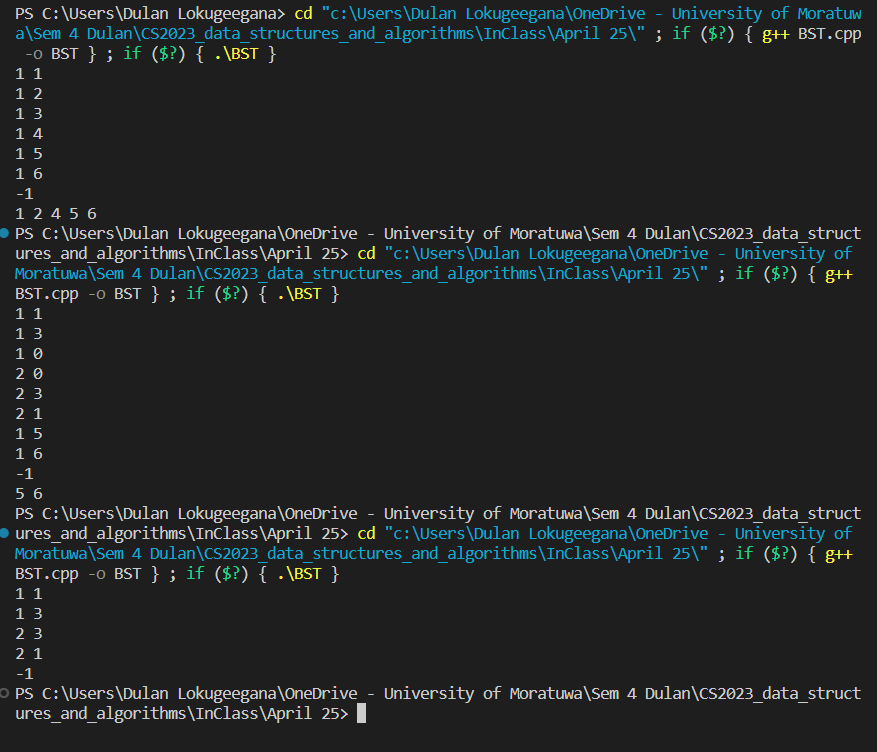 PS C:\Users\Dulan Lokugeegana> cd "c:\Users\Dulan Lokugeegana\OneDrive - University of Moratuw
a\Sem 4 Dulan\CS2023_data_structures_and_algorithms\InClass\April 25\" ; if ($?) { g++ BST.cpp
 -o BST } ; if ($?) { .\BST }
1 1
1 2
1 3
1 4
1 5
1 6
-1
1 2 4 5 6
PS C:\Users\Dulan Lokugeegana\OneDrive - University of Moratuwa\Sem 4 Dulan\CS2023_data_struct
ures_and_algorithms\InClass\April 25> cd "c:\Users\Dulan Lokugeegana\OneDrive - University of
Moratuwa\Sem 4 Dulan\CS2023_data_structures_and_algorithms\InClass\April 25\" ; if ($?) { g++
BST.cpp -o BST } ; if ($?) { .\BST }
1 1
1 3
1 0
2 0
2 3
2 1
1 5
1 6
-1
5 6
PS C:\Users\Dulan Lokugeegana\OneDrive - University of Moratuwa\Sem 4 Dulan\CS2023_data_struct
ures_and_algorithms\InClass\April 25> cd "c:\Users\Dulan Lokugeegana\OneDrive - University of
Moratuwa\Sem 4 Dulan\CS2023_data_structures_and_algorithms\InClass\April 25\" ; if ($?) { g++
BST.cpp -o BST } ; if ($?) { .\BST }
1 1
1 3
2 3
2 1
-1
PS C:\Users\Dulan Lokugeegana\OneDrive - University of Moratuwa\Sem 4 Dulan\CS2023_data_struct
ures_and_algorithms\InClass\April 25>